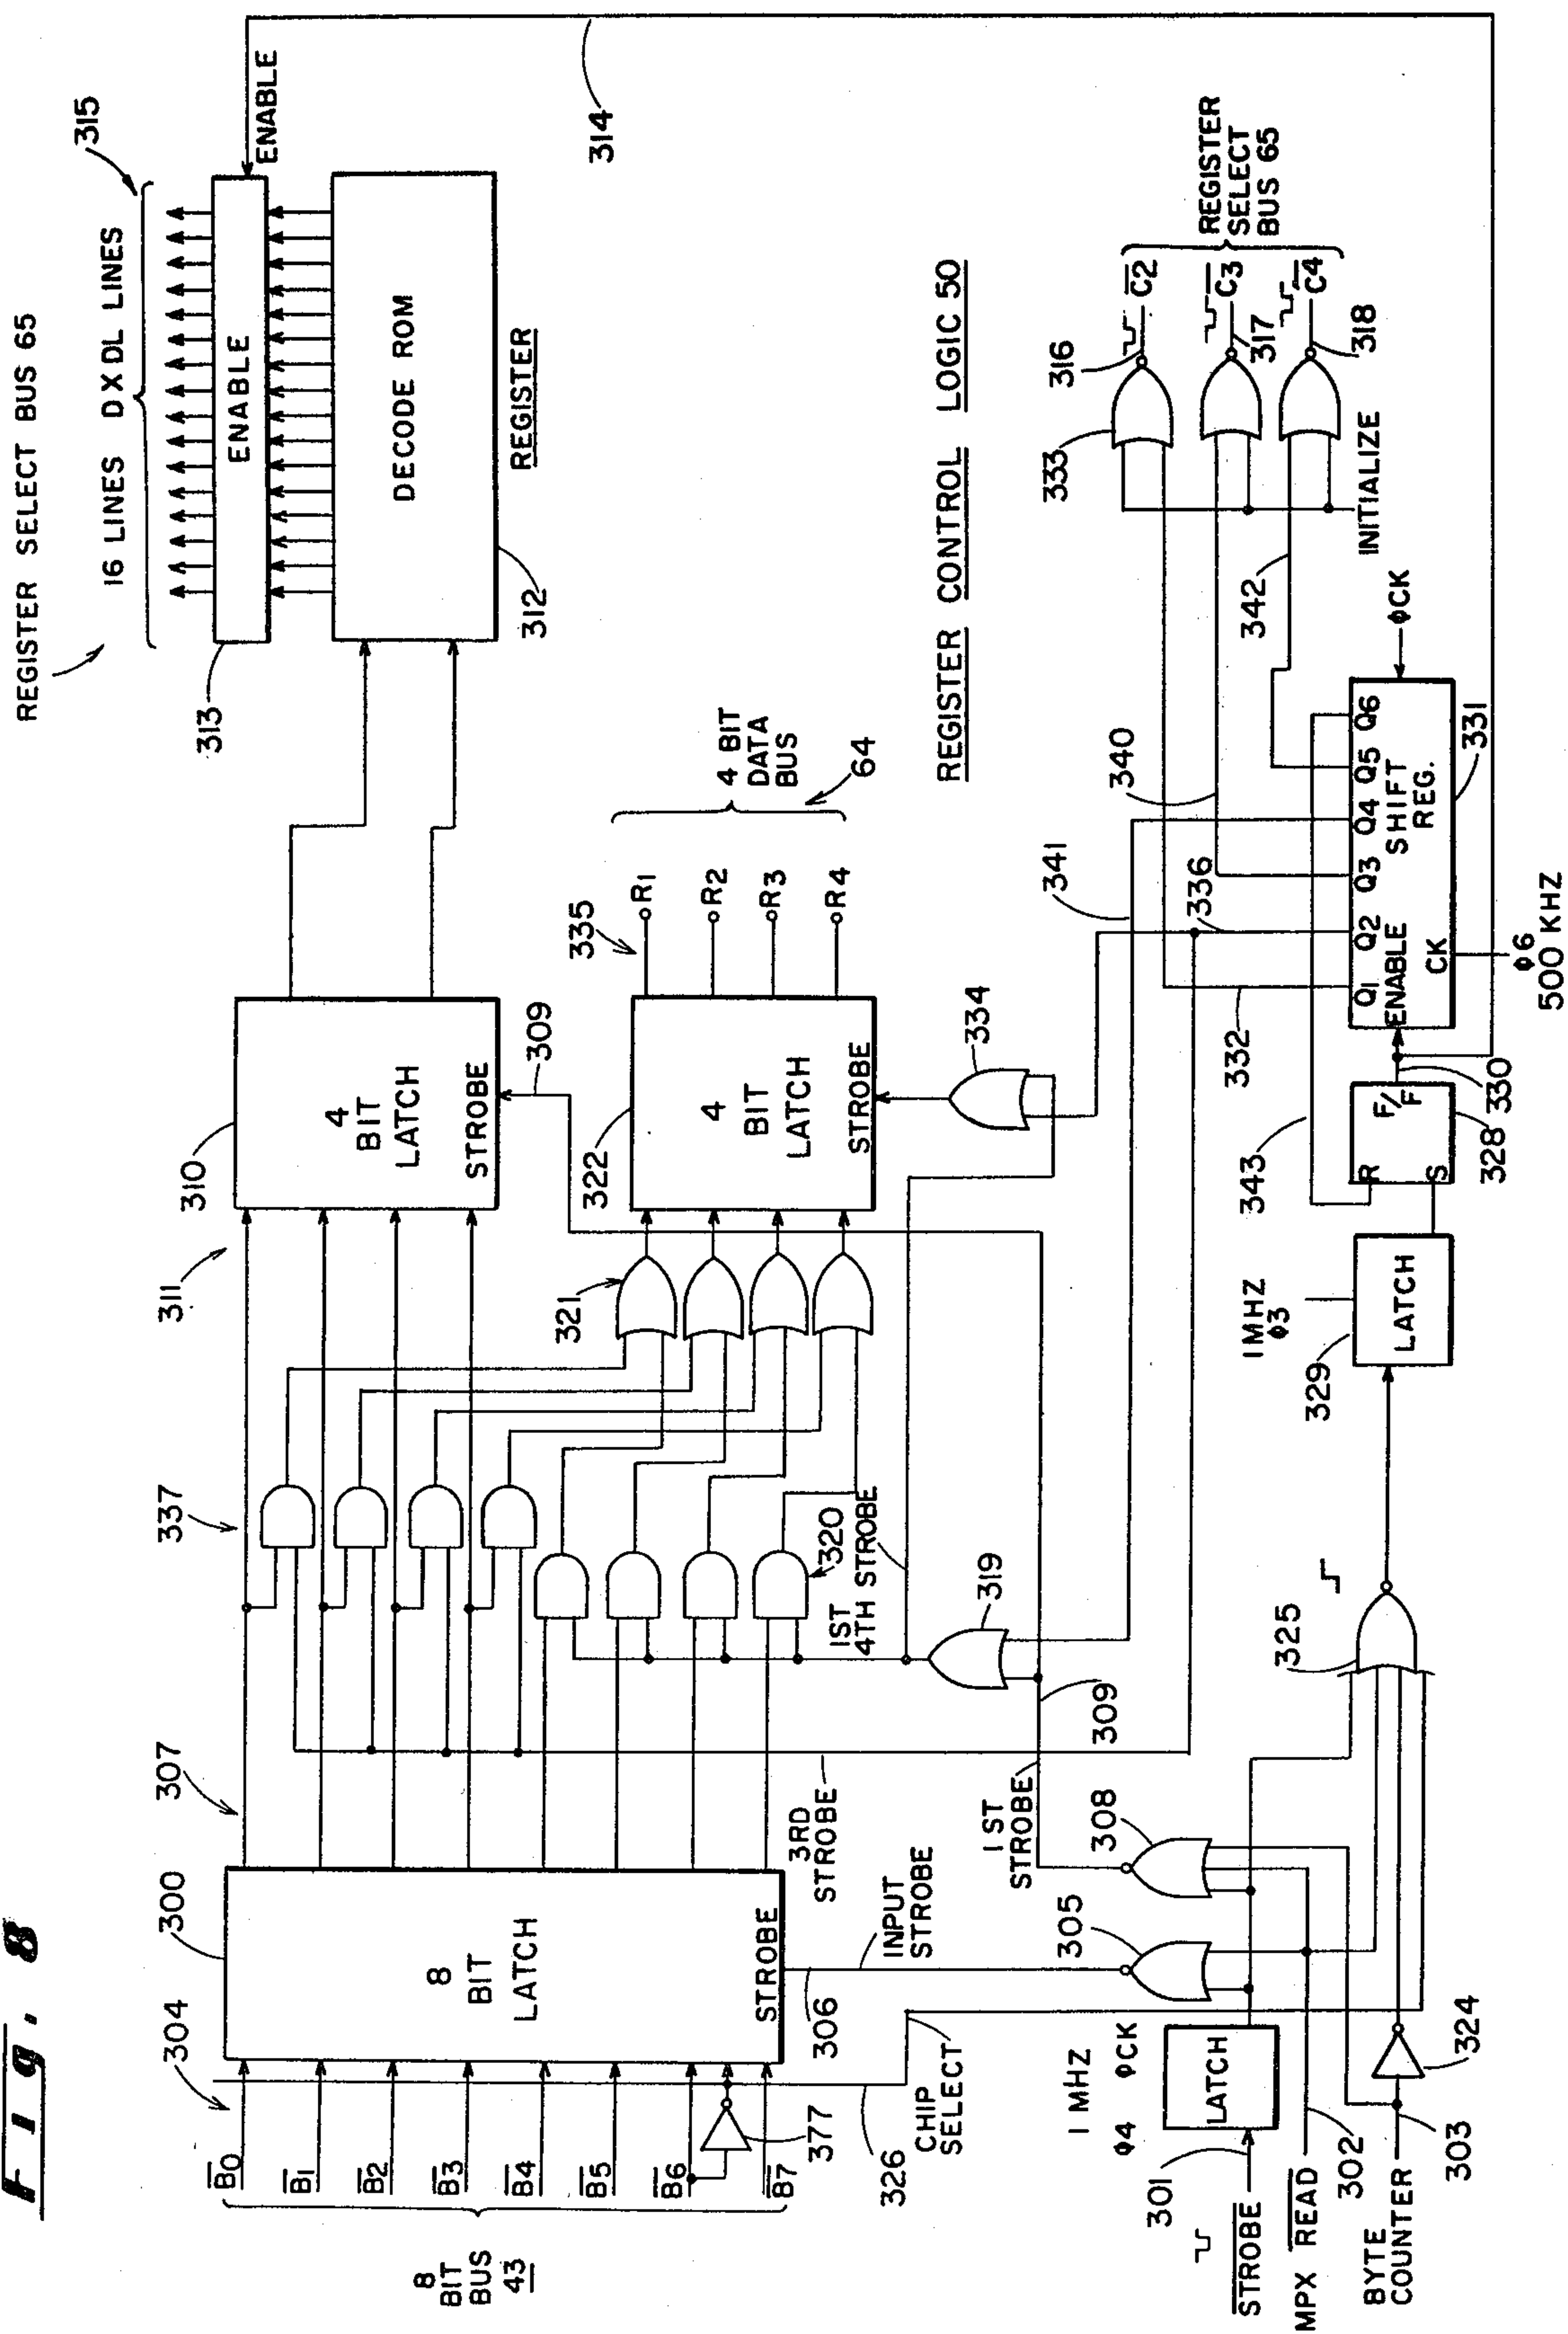 Fig. 8
REGISTER SELECT BUS 65
16 LINES DXDL LINES
315
313
ENABLE
ENABLE
314
DECODE ROM
312
REGISTER
8
BIT
BUS
43
B0
B1
B2
B3
B4
B5
B6
B7
304
300
8
BIT
LATCH
STROBE
377
326
CHIP
SELECT
306
INPUT
STROBE
307
337
311
310
4
BIT
LATCH
STROBE
309
3RD
STROBE
320
1ST
4TH STROBE
321
322
4
BIT
LATCH
STROBE
334
335
R1
R2
R3
R4
4 BIT
DATA
BUS
64
REGISTER CONTROL LOGIC 50
319
309
1ST
STROBE
305
308
301
STROBE
1 MHZ
φ4 φCK
LATCH
MPX READ
302
BYTE
COUNTER
303
324
325
329
1MHZ
φ3
LATCH
343
R
S
F/F
328
330
341
336
332
340
342
Q1
Q2
Q3
Q4
Q5
Q6
ENABLE
SHIFT
REG.
CK
331
φCK
φ6
500 KHZ
INITIALIZE
333
316
C2
C3
317
C4
318
REGISTER
SELECT
BUS 65